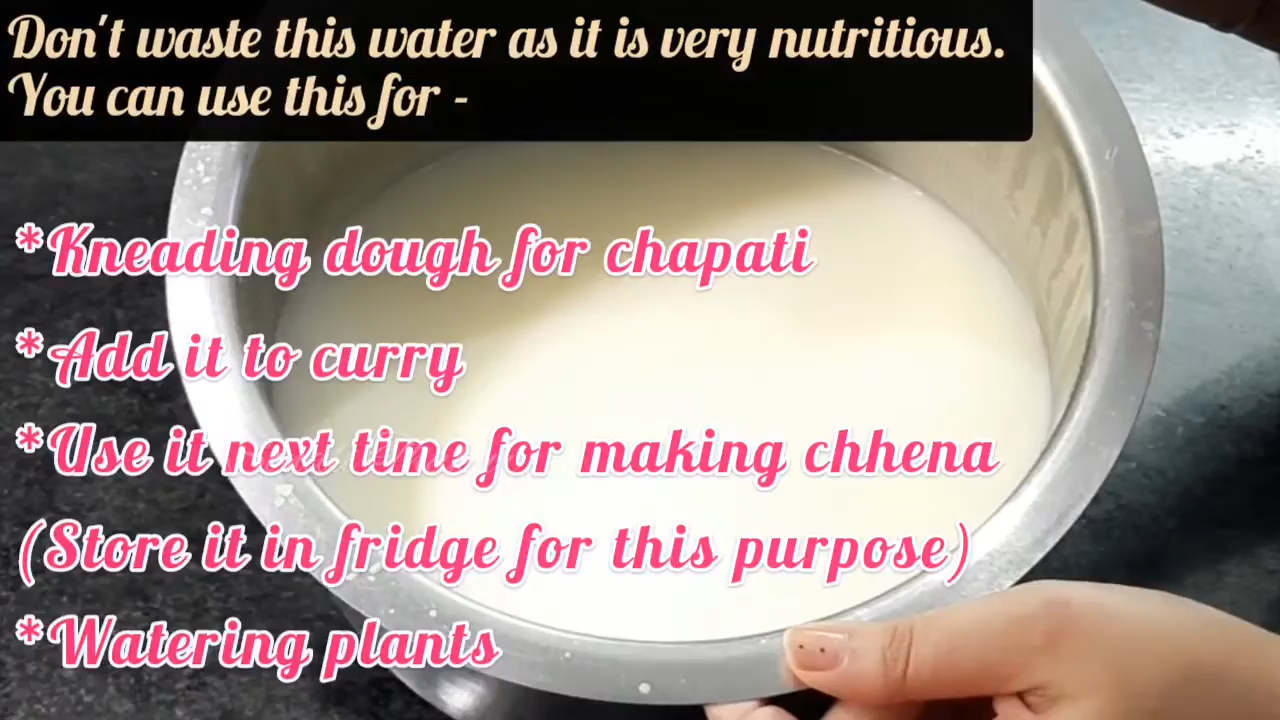 Don't waste this water as it is very nutritious.
You can use this for -
*Kneading dough for chapati
*Add it to curry
*Use it next time for making chhena
(Store it in fridge for this purpose)
*Watering plants